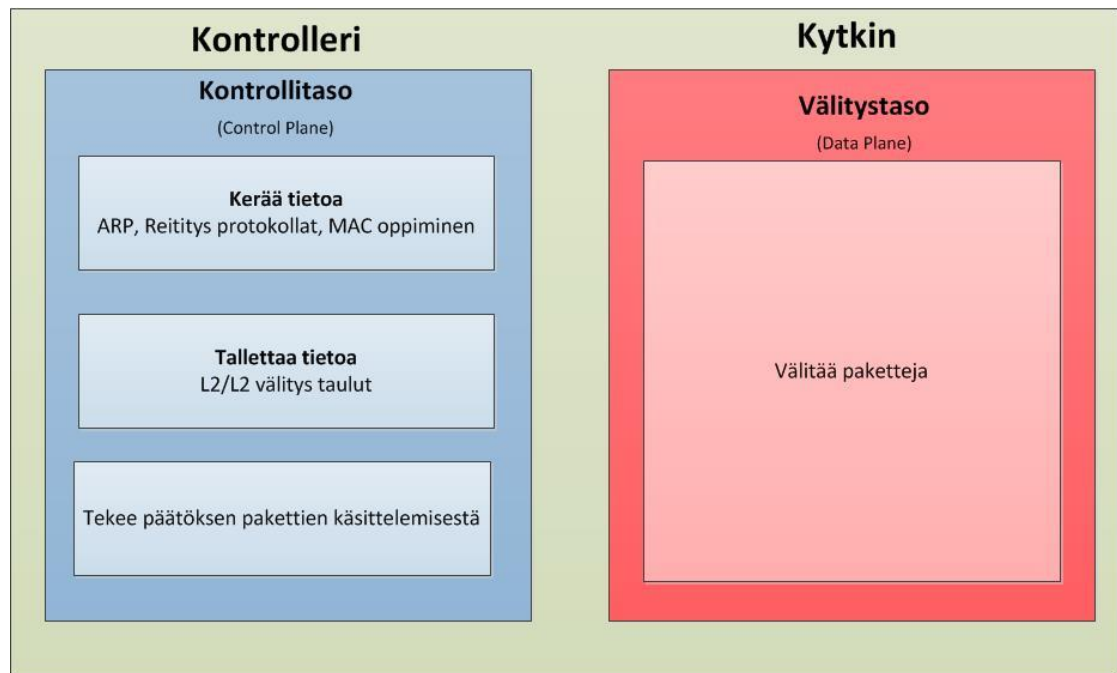 Kontrolleri
Kontrollitaso
(Control Plane)
Kerää tietoa
ARP, Reititys protokollat, MAC oppiminen
Tallettaa tietoa
L2/L2 välitys taulut
Tekee päätöksen pakettien käsittelemisestä
Kytkin
Välitystaso
(Data Plane)
Välitää paketteja